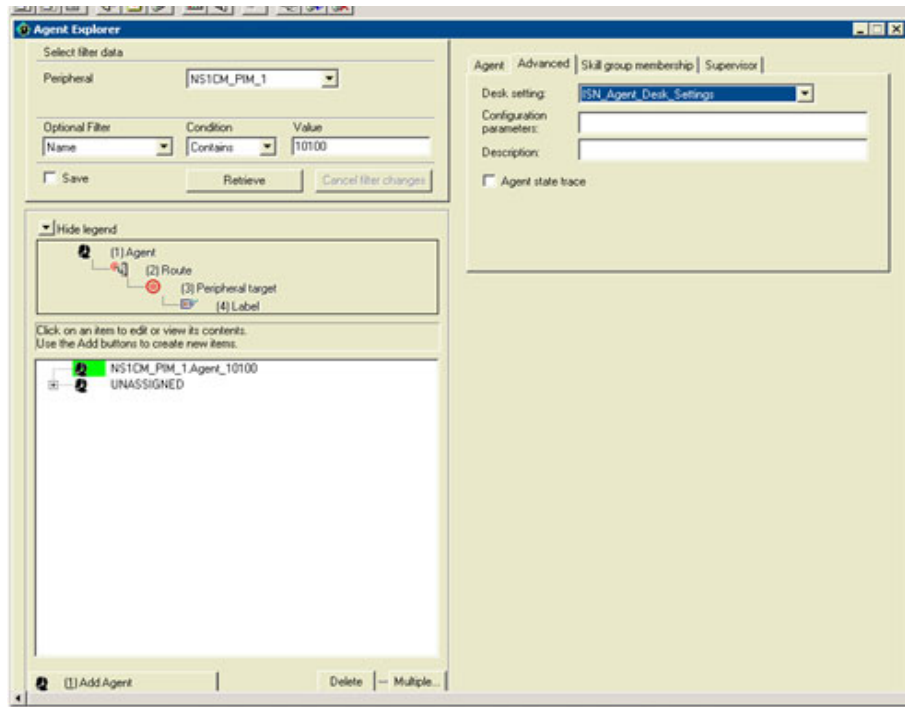 Agent Explorer
Select filter data
Peripheral NS1CM_PIM_1
Optional Filter Condition Value
Name Contains 10100
Save Retrieve Cancel filter changes
Hide legend
(1) Agent
(2) Route
(3) Peripheral target
(4) Label
Click on an item to edit or view its contents.
Use the Add buttons to create new items.
NS1CM_PIM_1.Agent_10100
UNASSIGNED
(1) Add Agent Delete Multiple...
Agent Advanced Skill group membership Supervisor
Desk setting: ISN_Agent_Desk_Settings
Configuration
parameters:
Description:
Agent state trace